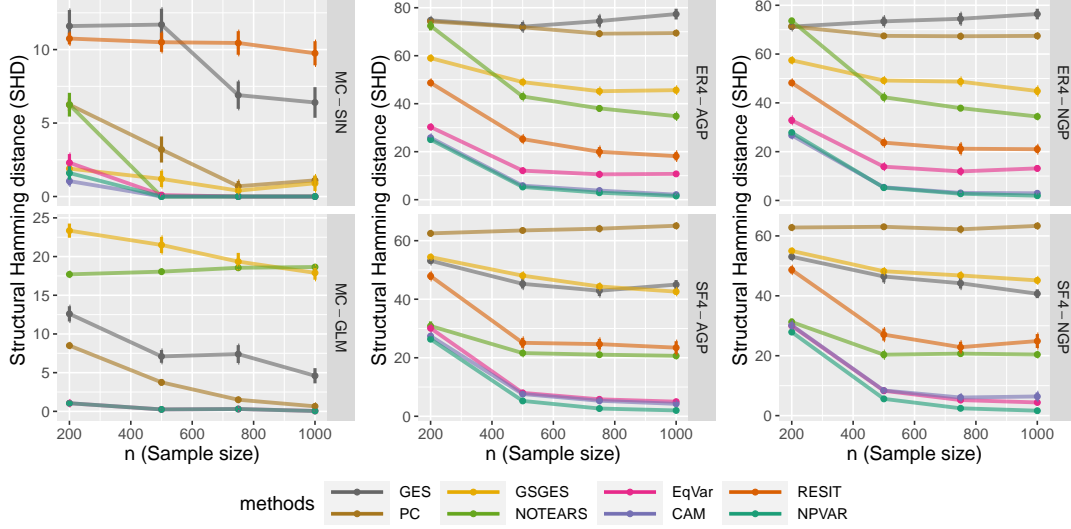 Structural Hamming distance (SHD)
10
5
0
MC − SIN
25
20
15
10
5
0
MC − GLM
200
400
600
800
1000
n (Sample size)
Structural Hamming distance (SHD)
80
60
40
20
0
ER4 − AGP
60
40
20
0
SF4 − AGP
200
400
600
800
1000
n (Sample size)
Structural Hamming distance (SHD)
80
60
40
20
0
ER4 − NGP
60
40
20
0
SF4 − NGP
200
400
600
800
1000
n (Sample size)
methods
GES
GSGES
EqVar
RESIT
PC
NOTEARS
CAM
NPVAR